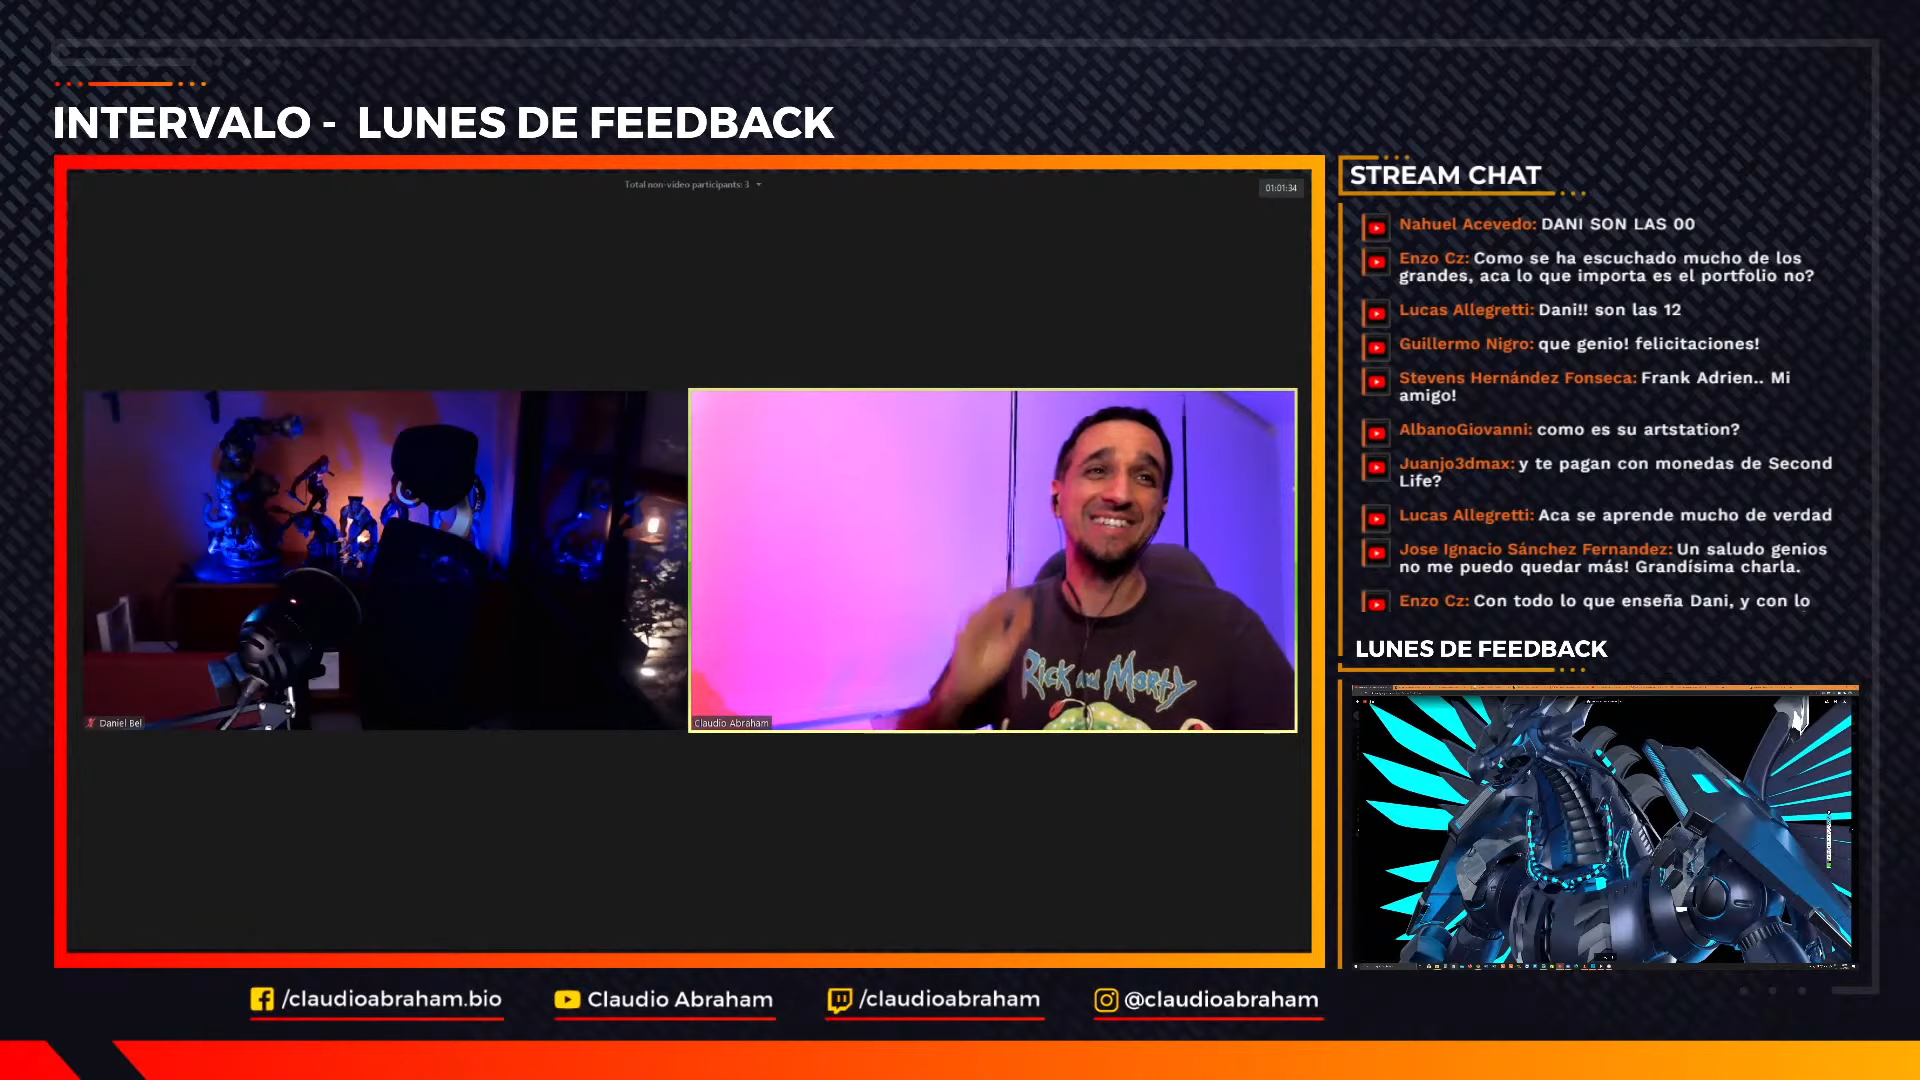 INTERVALO - LUNES DE FEEDBACK
Total non-video participants: 3
01:01:34
Daniel Bel
Claudio Abraham
Rick and Morty
STREAM CHAT
Nahuel Acevedo: DANI SON LAS 00
Enzo Cz: Como se ha escuchado mucho de los
grandes, aca lo que importa es el portfolio no?
Lucas Allegretti: Dani!! son las 12
Guillermo Nigro: que genio! felicitaciones!
Stevens Hernández Fonseca: Frank Adrien.. Mi
amigo!
AlbanoGiovanni: como es su artstation?
Juanjo3dmax: y te pagan con monedas de Second
Life?
Lucas Allegretti: Aca se aprende mucho de verdad
Jose Ignacio Sánchez Fernandez: Un saludo genios
no me puedo quedar más! Grandísima charla.
Enzo Cz: Con todo lo que enseña Dani, y con lo
LUNES DE FEEDBACK
/claudioabraham.bio
Claudio Abraham
/claudioabraham
@claudioabraham